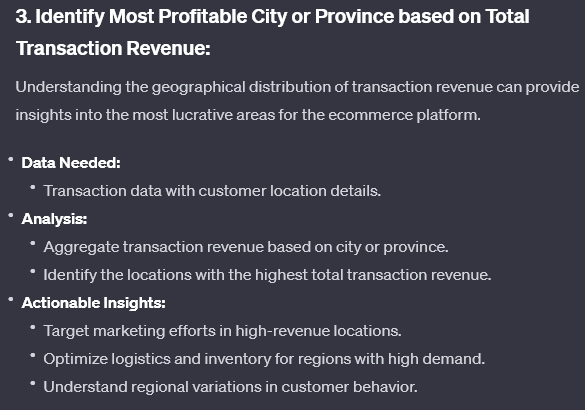 3. Identify Most Profitable City or Province based on Total
Transaction Revenue:
Understanding the geographical distribution of transaction revenue can provide
insights into the most lucrative areas for the ecommerce platform.
• Data Needed:
• Transaction data with customer location details.
• Analysis:
• Aggregate transaction revenue based on city or province.
• Identify the locations with the highest total transaction revenue.
• Actionable Insights:
• Target marketing efforts in high-revenue locations.
• Optimize logistics and inventory for regions with high demand.
• Understand regional variations in customer behavior.